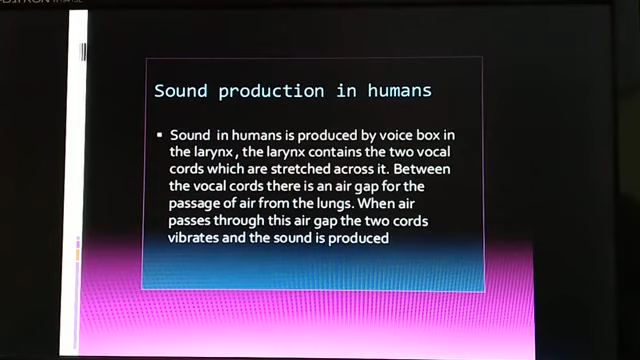 Sound production in humans
▪ Sound in humans is produced by voice box in
the larynx , the larynx contains the two vocal
cords which are stretched across it. Between
the vocal cords there is an air gap for the
passage of air from the lungs. When air
passes through this air gap the two cords
vibrates and the sound is produced